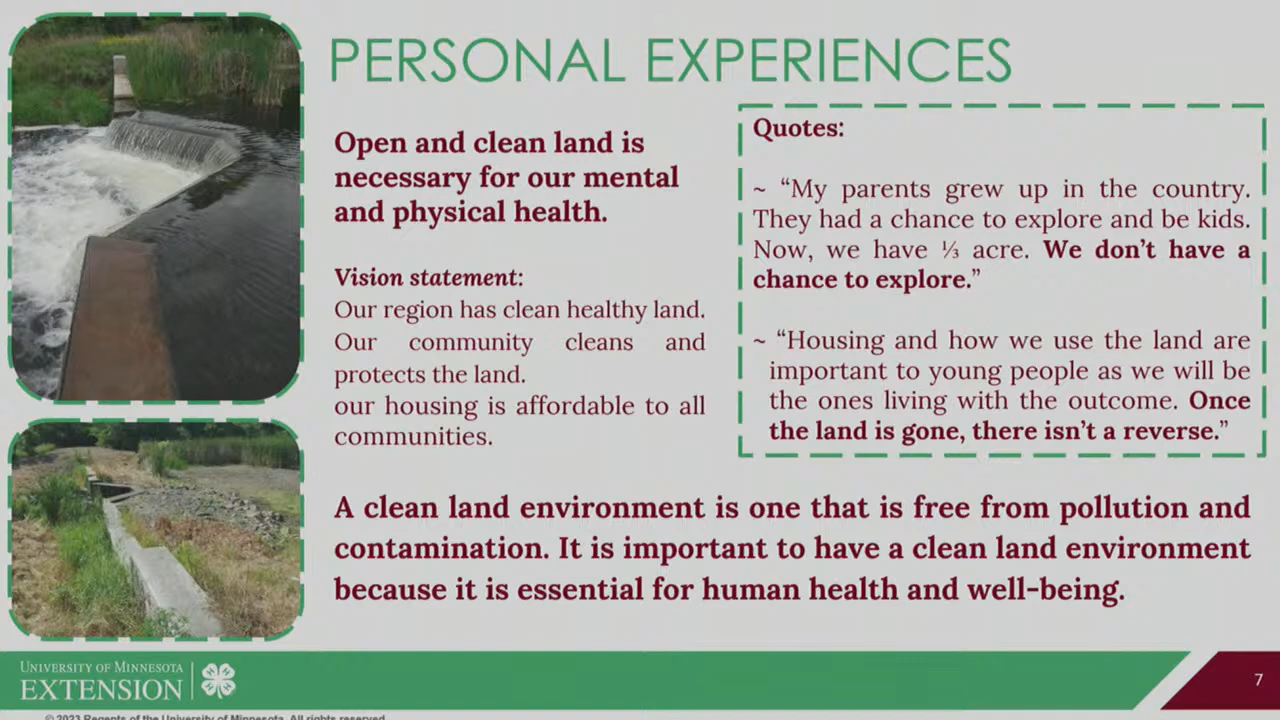 PERSONAL EXPERIENCES
Open and clean land is
necessary for our mental
and physical health.
Vision statement:
Our region has clean healthy land.
Our community cleans and
protects the land.
our housing is affordable to all
communities.
Quotes:
~ “My parents grew up in the country.
They had a chance to explore and be kids.
Now, we have ⅓ acre. We don’t have a
chance to explore.”
~ “Housing and how we use the land are
important to young people as we will be
the ones living with the outcome. Once
the land is gone, there isn’t a reverse.”
A clean land environment is one that is free from pollution and
contamination. It is important to have a clean land environment
because it is essential for human health and well-being.
UNIVERSITY OF MINNESOTA
EXTENSION
7
© 2023 Regents of the University of Minnesota. All rights reserved.